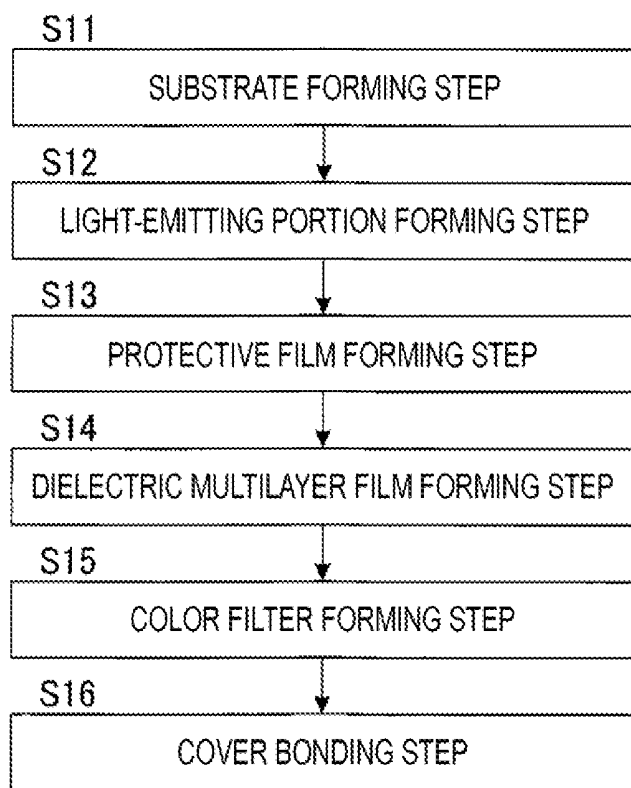 S11
SUBSTRATE FORMING STEP
S12
LIGHT-EMITTING PORTION FORMING STEP
S13
PROTECTIVE FILM FORMING STEP
S14
DIELECTRIC MULTILAYER FILM FORMING STEP
S15
COLOR FILTER FORMING STEP
S16
COVER BONDING STEP